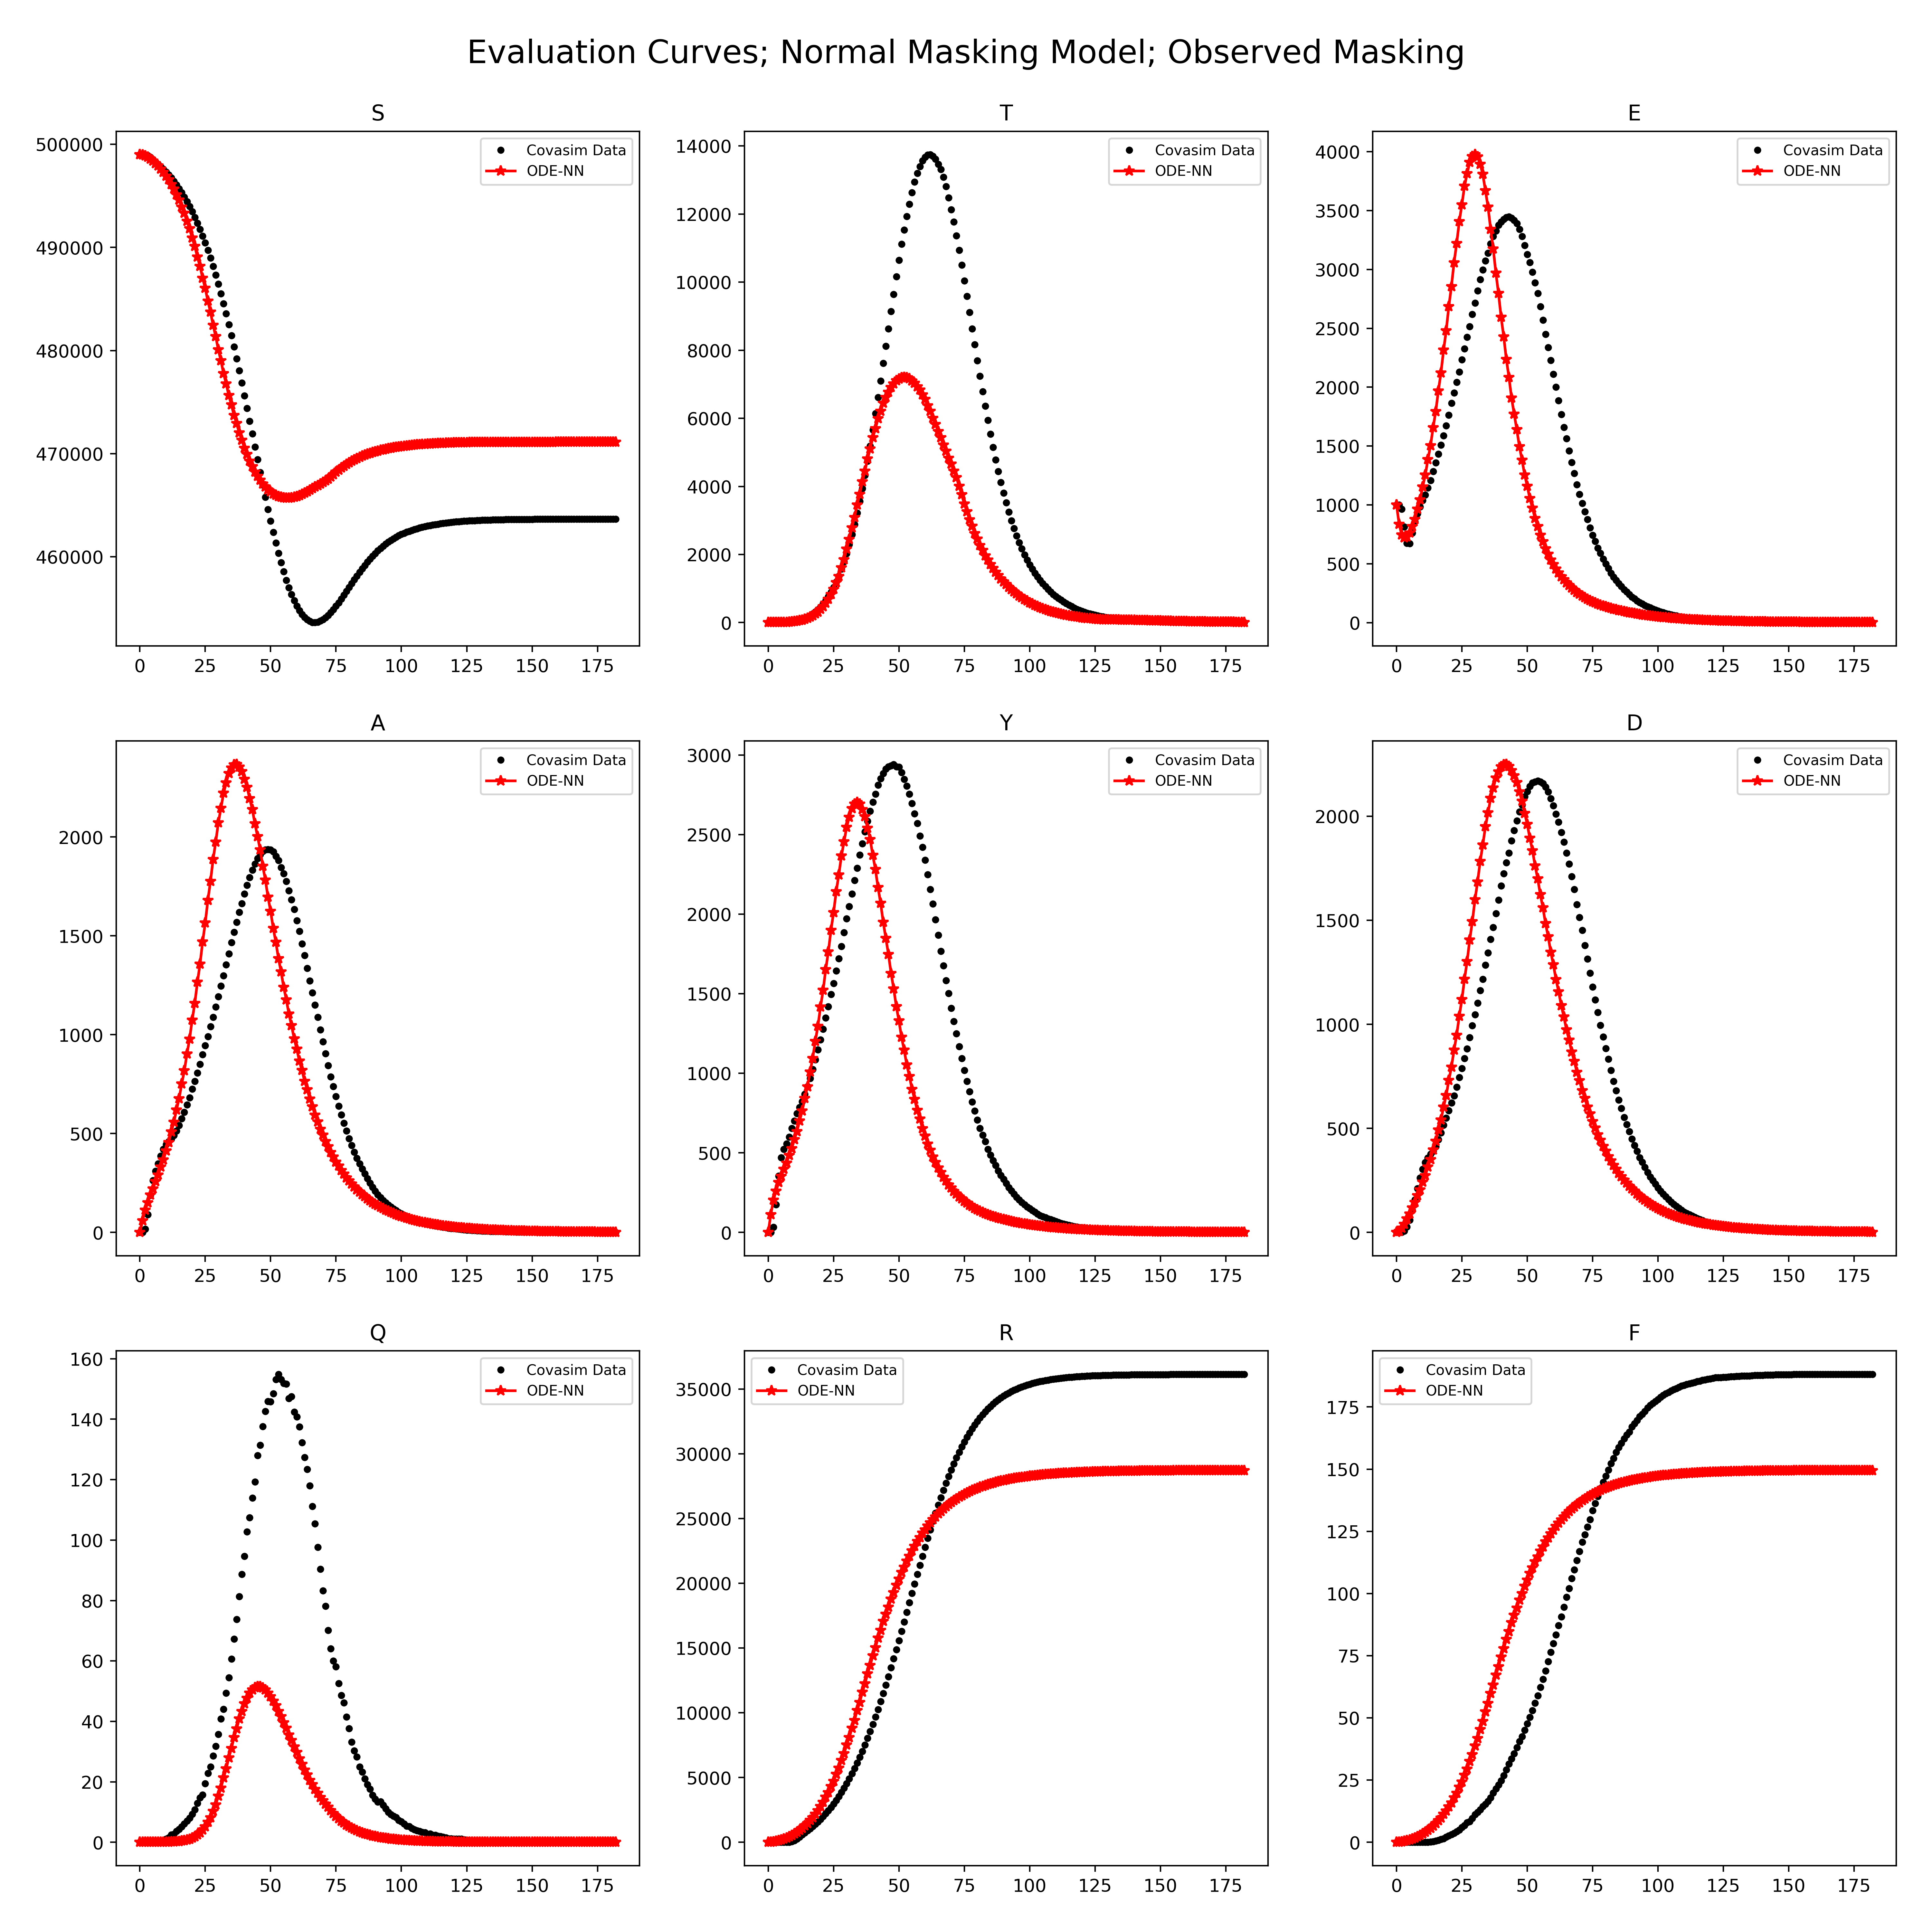 Evaluation Curves; Normal Masking Model; Observed Masking
S
T
E
500000
490000
480000
470000
460000
Covasim Data
ODE-NN
0 25 50 75 100 125 150 175
14000
12000
10000
8000
6000
4000
2000
0
Covasim Data
ODE-NN
0 25 50 75 100 125 150 175
4000
3500
3000
2500
2000
1500
1000
500
0
Covasim Data
ODE-NN
0 25 50 75 100 125 150 175
A
Y
D
2000
1500
1000
500
0
Covasim Data
ODE-NN
0 25 50 75 100 125 150 175
3000
2500
2000
1500
1000
500
0
Covasim Data
ODE-NN
0 25 50 75 100 125 150 175
2000
1500
1000
500
0
Covasim Data
ODE-NN
0 25 50 75 100 125 150 175
Q
R
F
160
140
120
100
80
60
40
20
0
Covasim Data
ODE-NN
0 25 50 75 100 125 150 175
35000
30000
25000
20000
15000
10000
5000
0
Covasim Data
ODE-NN
0 25 50 75 100 125 150 175
175
150
125
100
75
50
25
0
Covasim Data
ODE-NN
0 25 50 75 100 125 150 175